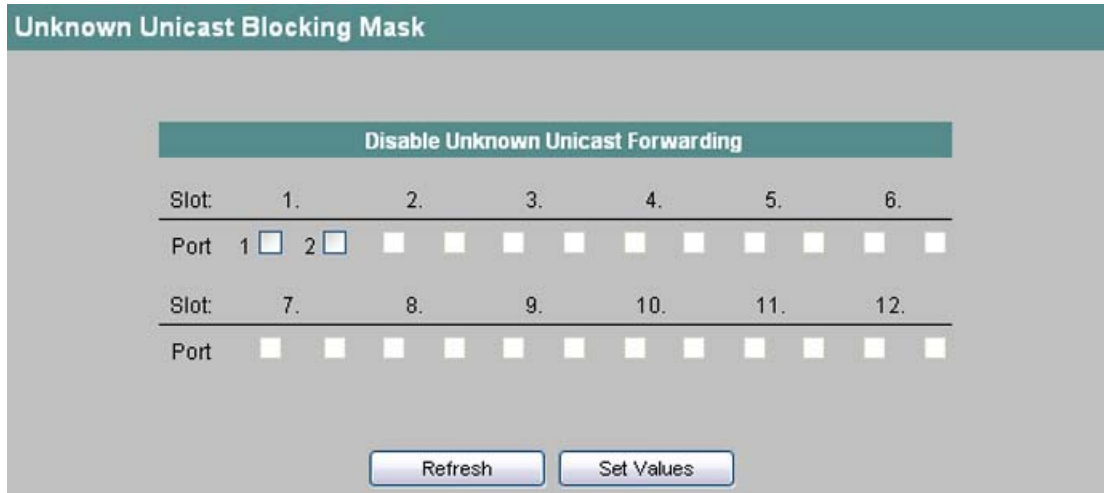 Unknown Unicast Blocking Mask
Disable Unknown Unicast Forwarding
Slot: 1. 2. 3. 4. 5. 6.
Port 1 2
Slot: 7. 8. 9. 10. 11. 12.
Port
Refresh Set Values